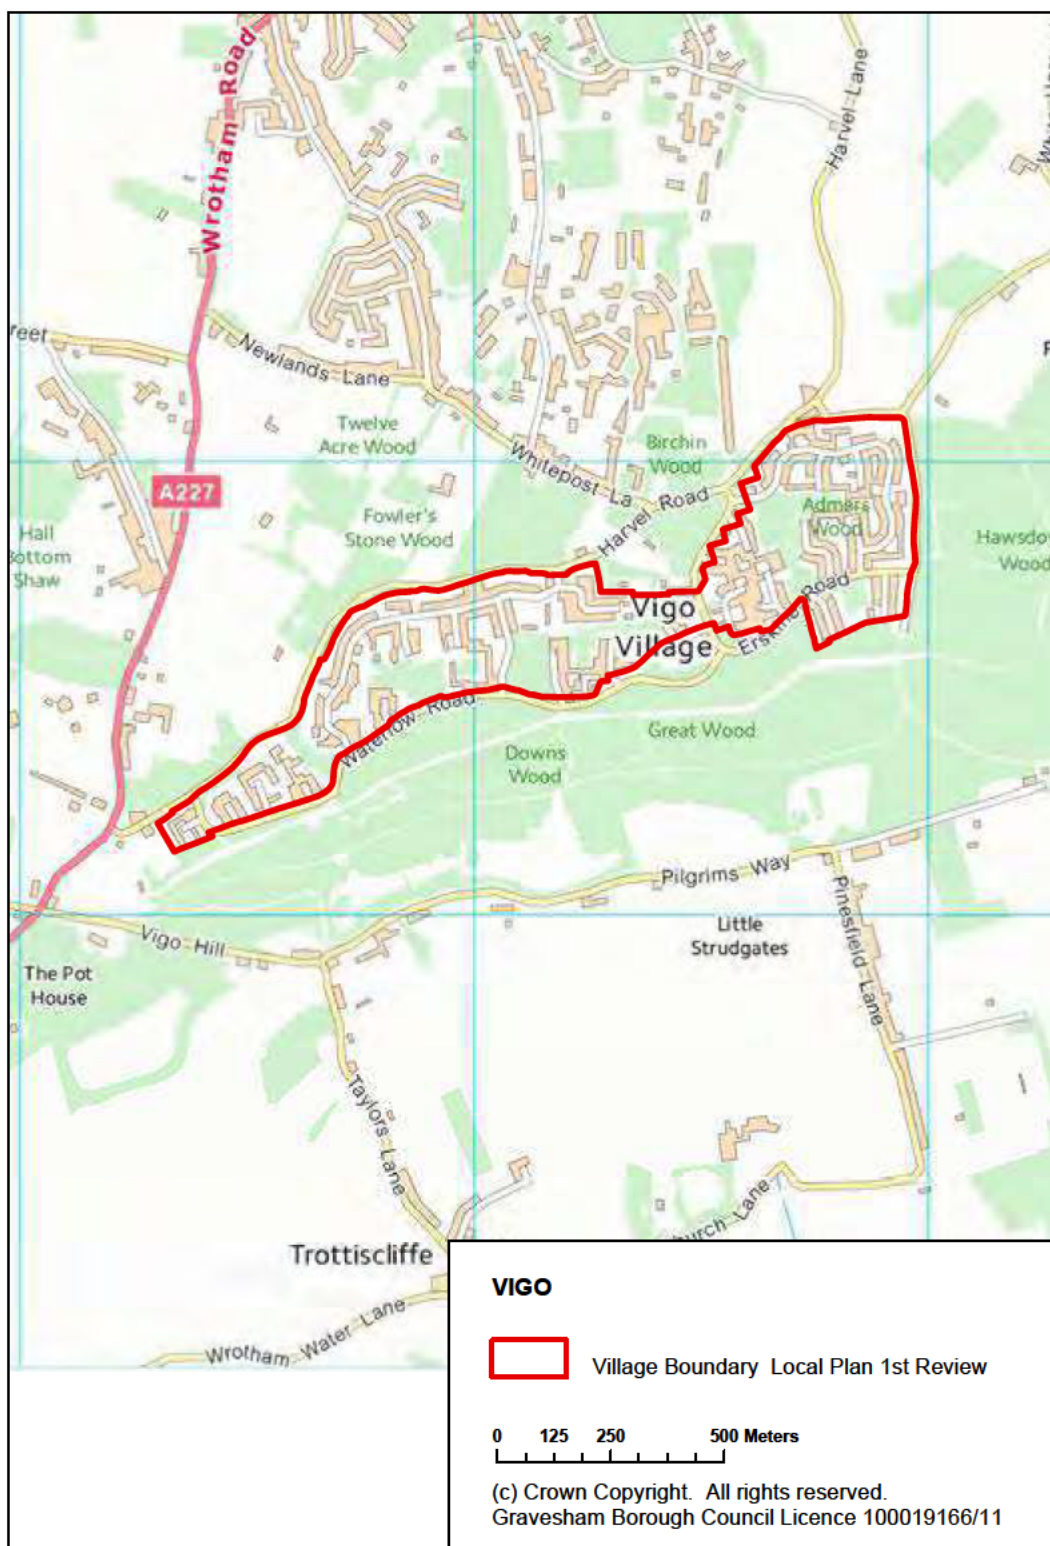 Wrotham Road
Harvel Lane
reet
Newlands Lane
Twelve
Acre Wood
Birchin
Wood
Whitepost La
A227
Harvel Road
Admers
Wood
Fowler's
Stone Wood
Hall
Bottom
Shaw
Hawsdo
Wood
Vigo
Village
Erskine Road
Waterlow Road
Great Wood
Downs
Wood
Pilgrims Way
Pinesfield Lane
Little
Strudgates
Vigo Hill
The Pot
House
Taylors Lane
hurch Lane
Trottiscliffe
Wrotham Water Lane
VIGO
Village Boundary Local Plan 1st Review
0 125 250 500 Meters
(c) Crown Copyright. All rights reserved.
Gravesham Borough Council Licence 100019166/11